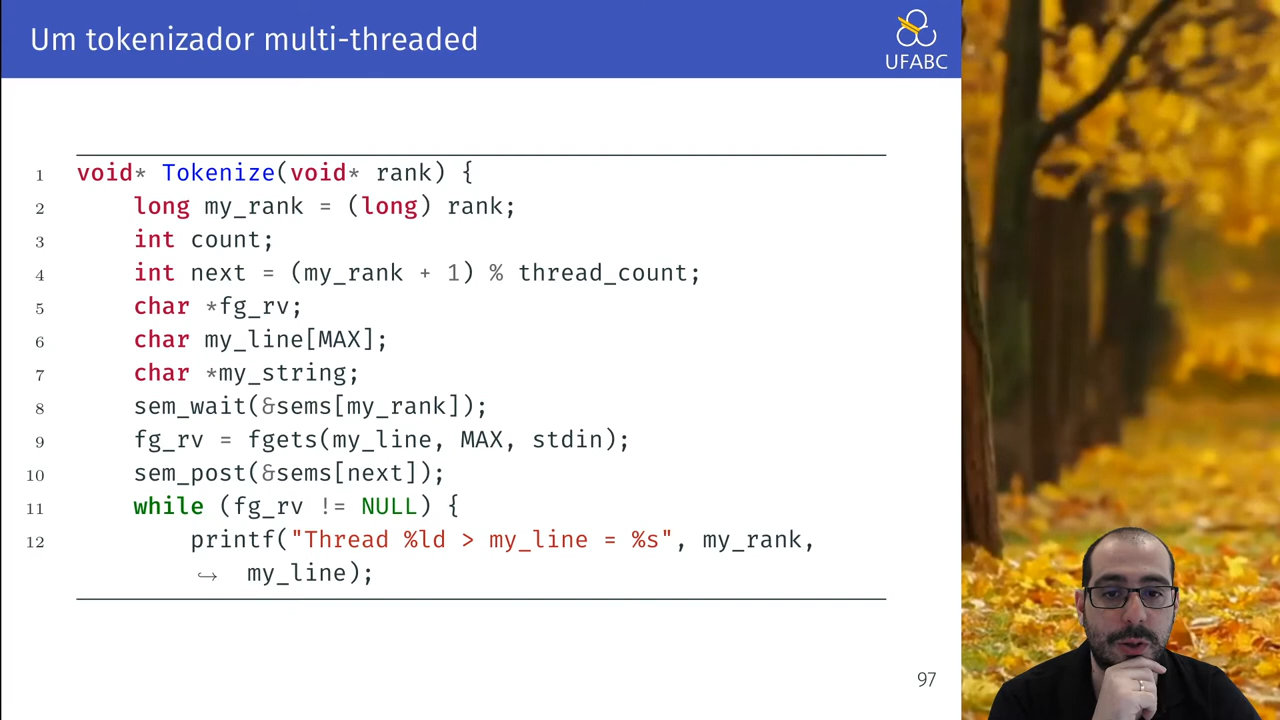 Um tokenizador multi-threaded
UFABC
1 void* Tokenize(void* rank) {
2 long my_rank = (long) rank;
3 int count;
4 int next = (my_rank + 1) % thread_count;
5 char *fg_rv;
6 char my_line[MAX];
7 char *my_string;
8 sem_wait(&sems[my_rank]);
9 fg_rv = fgets(my_line, MAX, stdin);
10 sem_post(&sems[next]);
11 while (fg_rv != NULL) {
12 printf("Thread %ld > my_line = %s", my_rank,
↪ my_line);
97